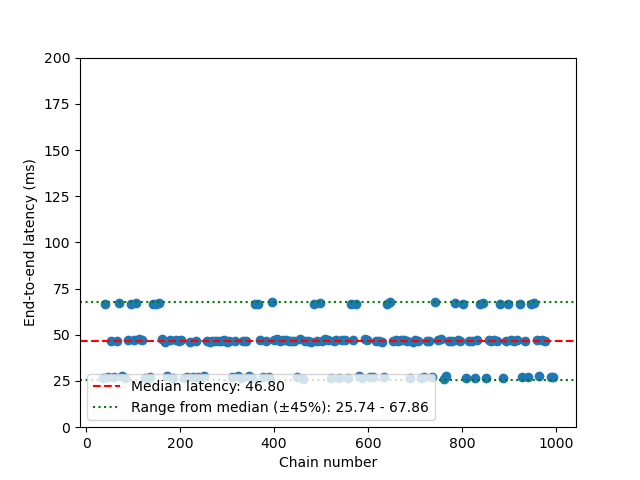 200
175
150
125
100
75
50
25
0
End-to-end latency (ms)
Median latency: 46.80
Range from median (±45%): 25.74 - 67.86
0 200 400 600 800 1000
Chain number